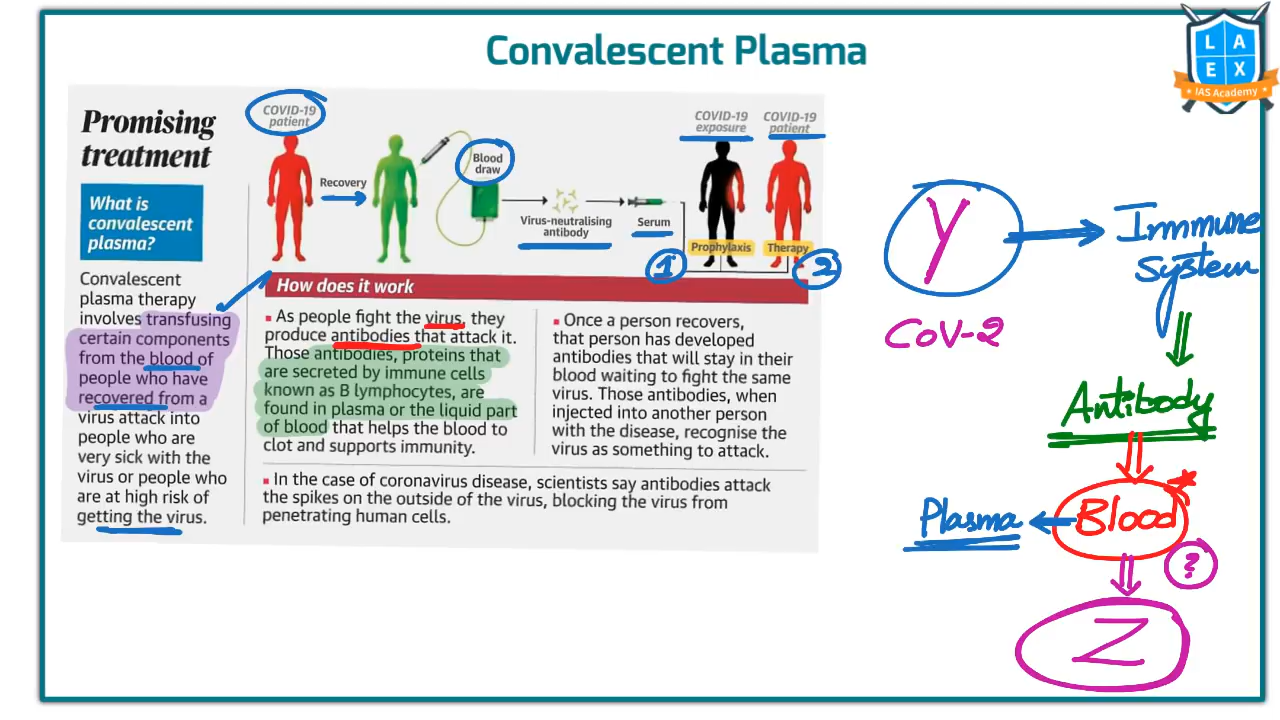 Convalescent Plasma
L A
E X
IAS Academy
Promising
treatment
What is
convalescent
plasma?
Convalescent
plasma therapy
involves transfusing
certain components
from the blood of
people who have
recovered from a
virus attack into
people who are
very sick with the
virus or people who
are at high risk of
getting the virus.
COVID-19
patient
Recovery
Blood
draw
Virus-neutralising
antibody
Serum
COVID-19
exposure
COVID-19
patient
Prophylaxis
Therapy
1
2
How does it work
▪ As people fight the virus, they
produce antibodies that attack it.
Those antibodies, proteins that
are secreted by immune cells
known as B lymphocytes, are
found in plasma or the liquid part
of blood that helps the blood to
clot and supports immunity.
▪ Once a person recovers,
that person has developed
antibodies that will stay in their
blood waiting to fight the same
virus. Those antibodies, when
injected into another person
with the disease, recognise the
virus as something to attack.
▪ In the case of coronavirus disease, scientists say antibodies attack
the spikes on the outside of the virus, blocking the virus from
penetrating human cells.
Y
CoV-2
Immune
system
Antibody
Blood
Plasma
?
Z